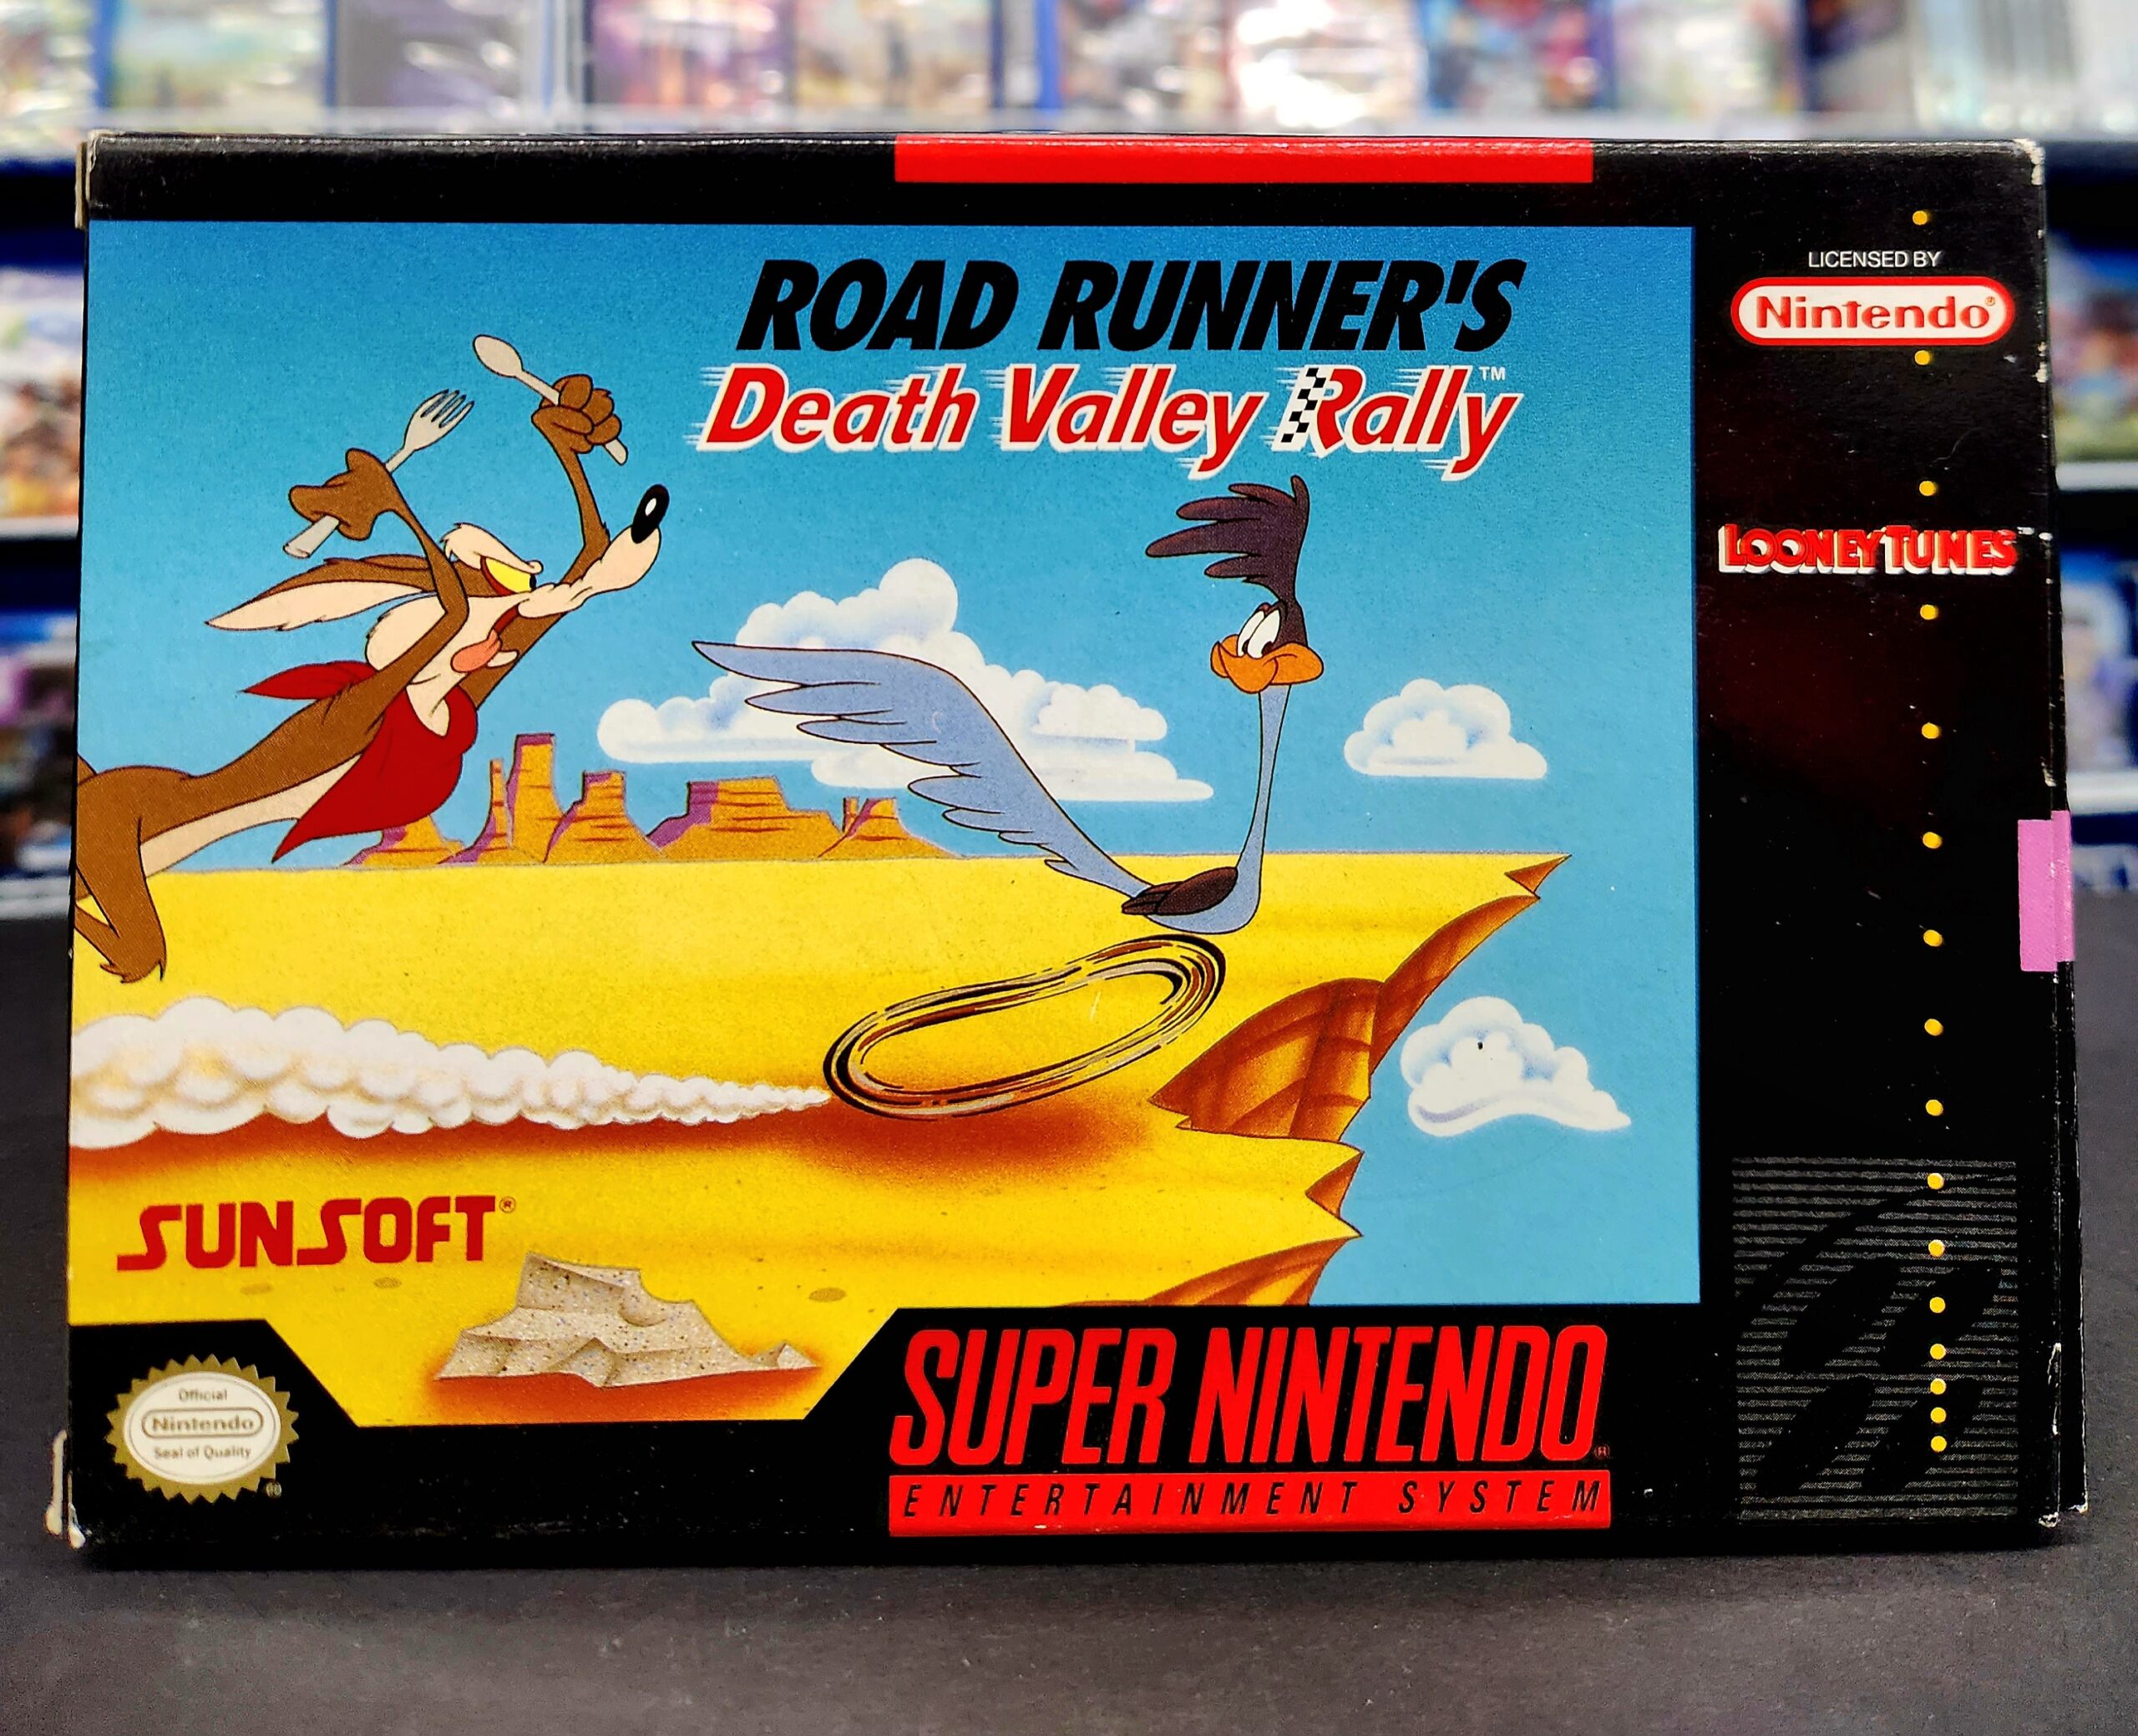 ROAD RUNNER'S
Death Valley Rally™
LICENSED BY
Nintendo®
LOONEY TUNES
SUNSOFT®
Official
Nintendo
Seal of Quality
®
SUPER NINTENDO®
ENTERTAINMENT SYSTEM